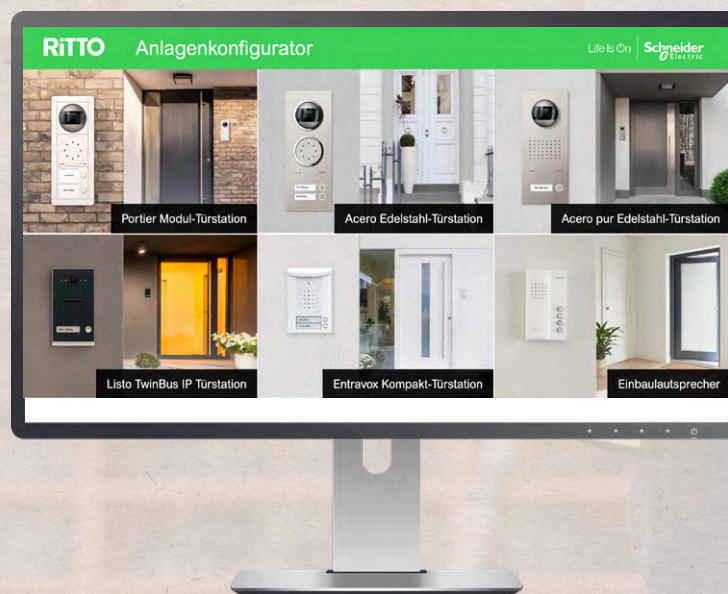 RiTTO Anlagenkonfigurator Life Is On Schneider Electric
Portier Modul-Türstation
Acero Edelstahl-Türstation
Acero pur Edelstahl-Türstation
Listo TwinBus IP Türstation
Entravox Kompakt-Türstation
Einbaulautsprecher